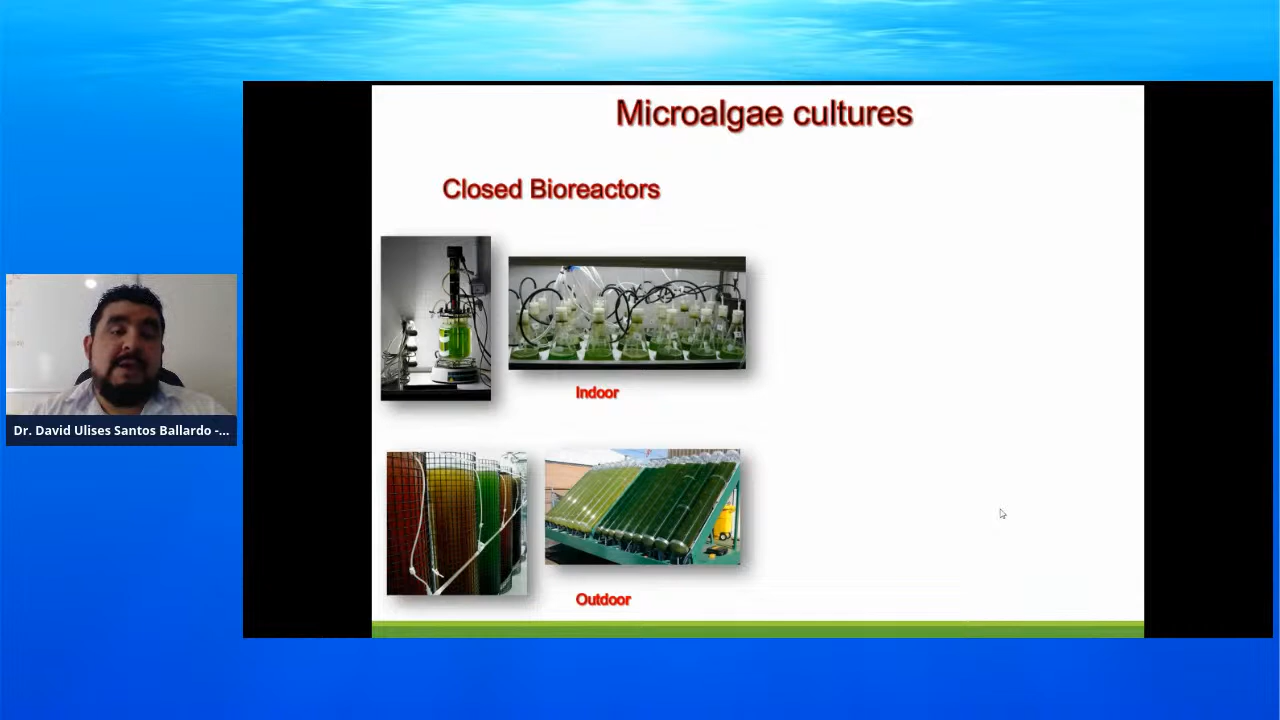 Microalgae cultures
Closed Bioreactors
Indoor
Dr. David Ulises Santos Ballardo -...
Outdoor